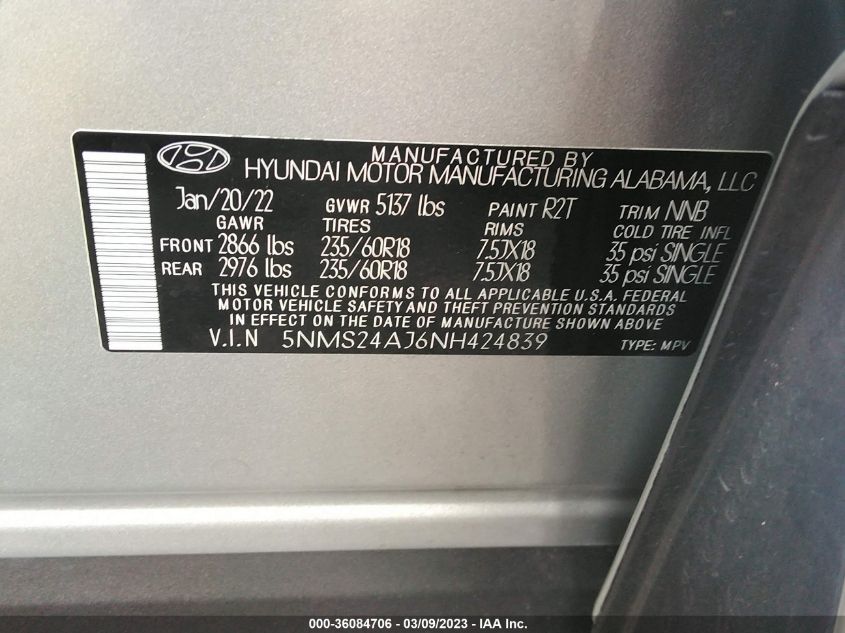 MANUFACTURED BY
HYUNDAI MOTOR MANUFACTURING ALABAMA, LLC
Jan/20/22 GVWR 5137 lbs PAINT R2T TRIM NNB
GAWR TIRES RIMS COLD TIRE INFL
FRONT 2866 lbs 235/60R18 7.5JX18 35 psi SINGLE
REAR 2976 lbs 235/60R18 7.5JX18 35 psi SINGLE
THIS VEHICLE CONFORMS TO ALL APPLICABLE U.S.A. FEDERAL
MOTOR VEHICLE SAFETY AND THEFT PREVENTION STANDARDS
IN EFFECT ON THE DATE OF MANUFACTURE SHOWN ABOVE
V.I.N 5NMS24AJ6NH424839 TYPE: MPV
000-36084706 - 03/09/2023 - IAA Inc.